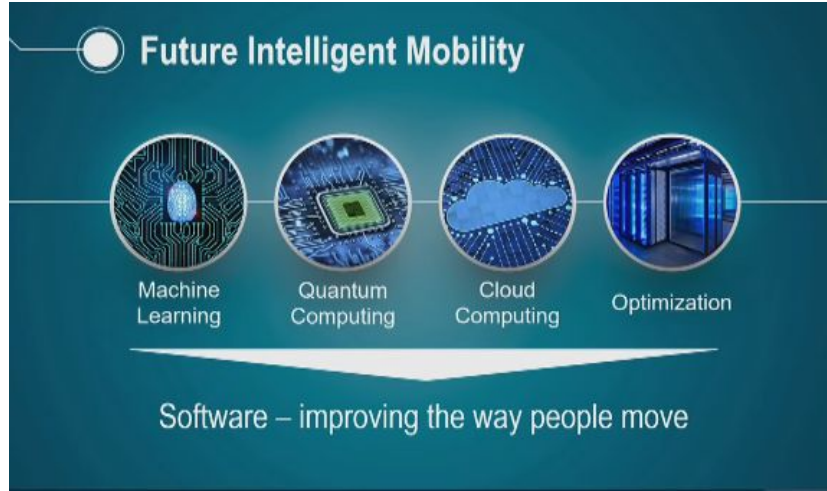 Future Intelligent Mobility
Machine
Learning
Quantum
Computing
Cloud
Computing
Optimization
Software – improving the way people move